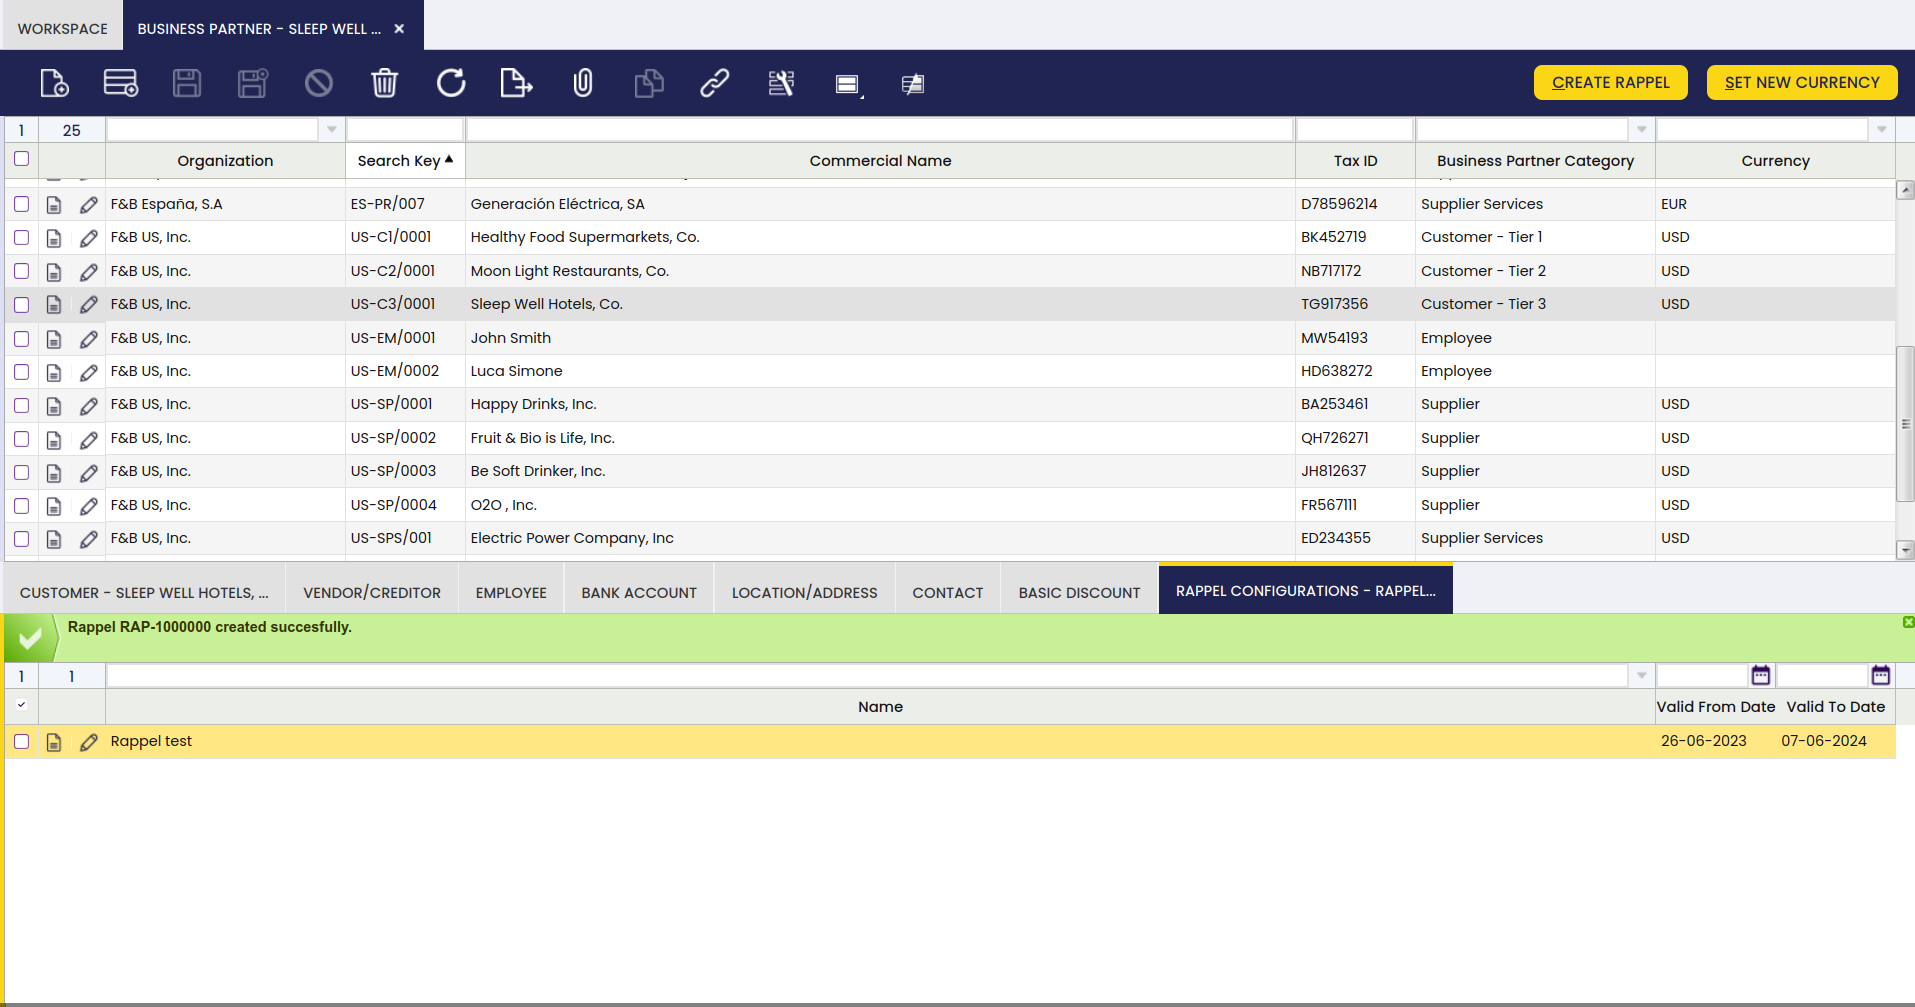 WORKSPACE BUSINESS PARTNER - SLEEP WELL ...
CREATE RAPPEL SET NEW CURRENCY
1 25
Organization Search Key Commercial Name Tax ID Business Partner Category Currency
F&B España, S.A ES-PR/007 Generación Eléctrica, SA D78596214 Supplier Services EUR
F&B US, Inc. US-C1/0001 Healthy Food Supermarkets, Co. BK452719 Customer - Tier 1 USD
F&B US, Inc. US-C2/0001 Moon Light Restaurants, Co. NB717172 Customer - Tier 2 USD
F&B US, Inc. US-C3/0001 Sleep Well Hotels, Co. TG917356 Customer - Tier 3 USD
F&B US, Inc. US-EM/0001 John Smith MW54193 Employee
F&B US, Inc. US-EM/0002 Luca Simone HD638272 Employee
F&B US, Inc. US-SP/0001 Happy Drinks, Inc. BA253461 Supplier USD
F&B US, Inc. US-SP/0002 Fruit & Bio is Life, Inc. QH726271 Supplier USD
F&B US, Inc. US-SP/0003 Be Soft Drinker, Inc. JH812637 Supplier USD
F&B US, Inc. US-SP/0004 O2O , Inc. FR567111 Supplier USD
F&B US, Inc. US-SPS/001 Electric Power Company, Inc ED234355 Supplier Services USD
CUSTOMER - SLEEP WELL HOTELS, ... VENDOR/CREDITOR EMPLOYEE BANK ACCOUNT LOCATION/ADDRESS CONTACT BASIC DISCOUNT RAPPEL CONFIGURATIONS - RAPPEL...
Rappel RAP-1000000 created succesfully.
1 1
Name Valid From Date Valid To Date
Rappel test 26-06-2023 07-06-2024